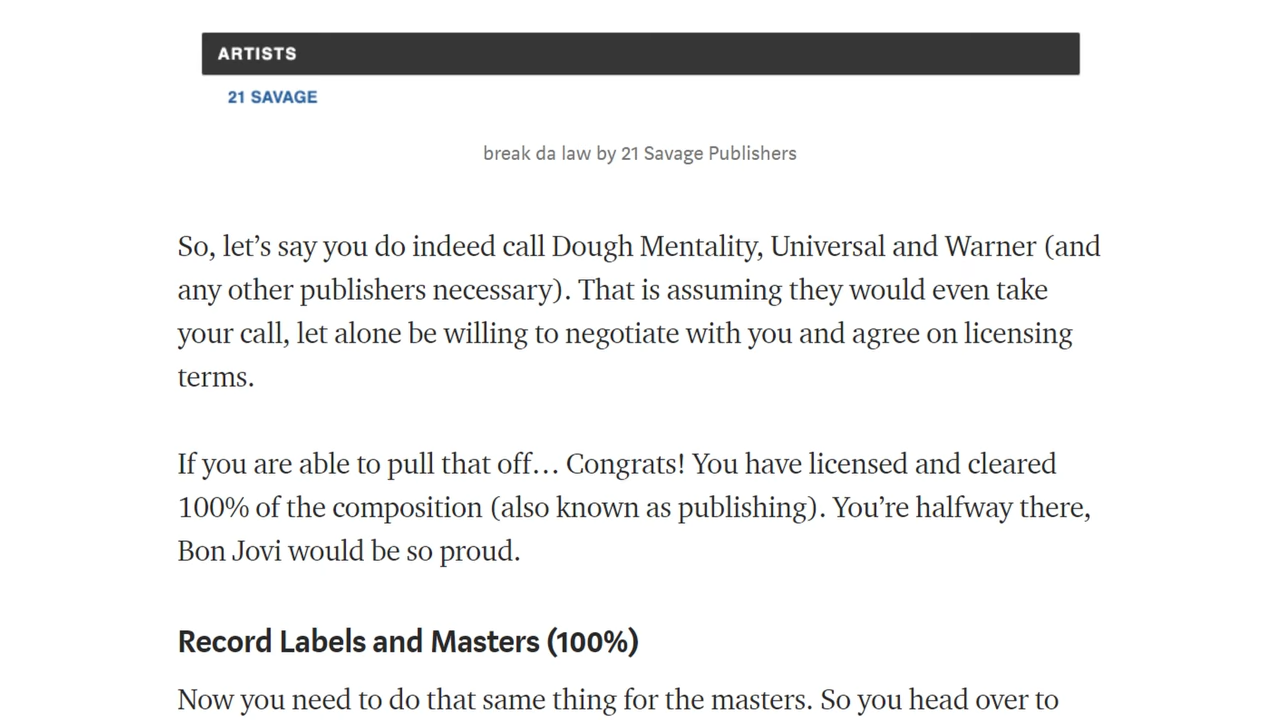 ARTISTS
21 SAVAGE
break da law by 21 Savage Publishers
So, let’s say you do indeed call Dough Mentality, Universal and Warner (and
any other publishers necessary). That is assuming they would even take
your call, let alone be willing to negotiate with you and agree on licensing
terms.
If you are able to pull that off… Congrats! You have licensed and cleared
100% of the composition (also known as publishing). You’re halfway there,
Bon Jovi would be so proud.
Record Labels and Masters (100%)
Now you need to do that same thing for the masters. So you head over to